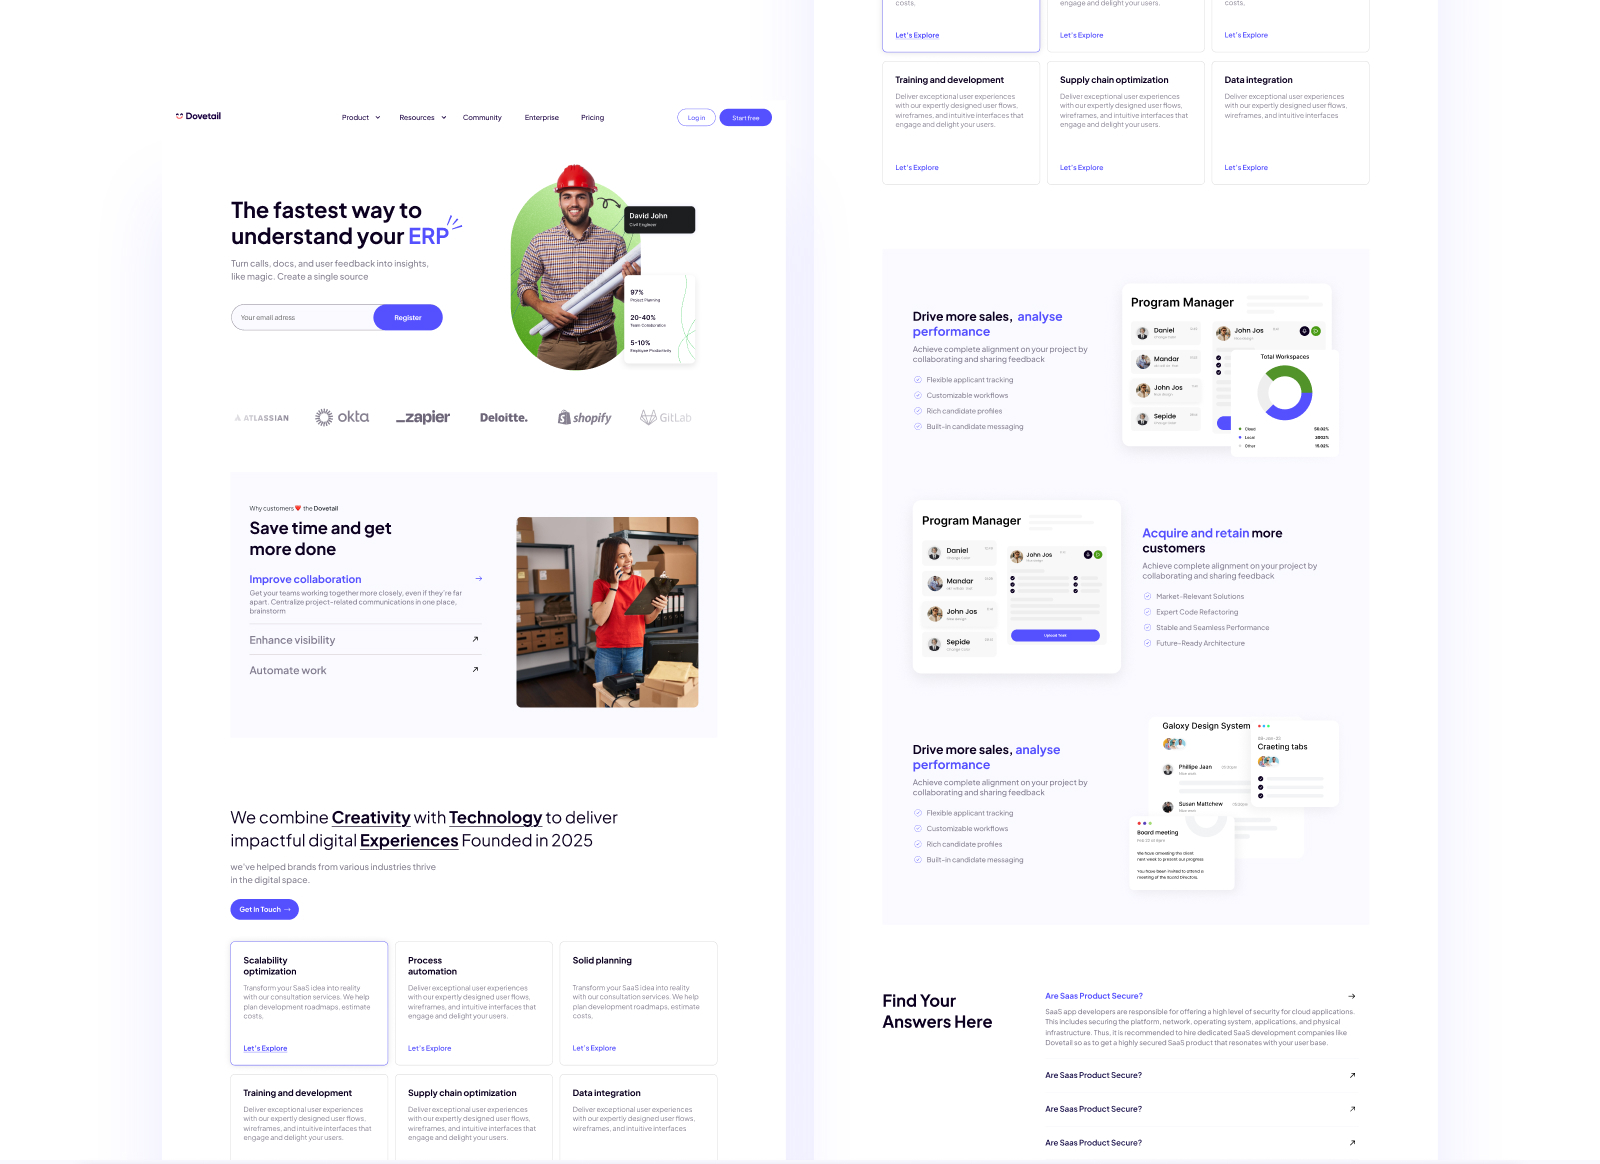 Dovetail
Product
Resources
Community
Enterprise
Pricing
Log in
Start free
The fastest way to
understand your ERP
Turn calls, docs, and user feedback into insights,
like magic. Create a single source
Your email adress
Register
David John
Civil Engineer
97%
Project Planning
20-40%
Team Colaboration
5-10%
Employee Productivity
ATLASSIAN
okta
_zapier
Deloitte.
shopify
GitLab
Why customers ❤️ the Dovetail
Save time and get
more done
Improve collaboration
Get your teams working together more closely, even if they're far
apart. Centralize project-related communications in one place,
brainstorm
Enhance visibility
Automate work
We combine Creativity with Technology to deliver
impactful digital Experiences Founded in 2025
we've helped brands from various industries thrive
in the digital space.
Get In Touch →
Scalability
optimization
Transform your SaaS idea into reality
with our consultation services. We help
plan development roadmaps, estimate
costs.
Let's Explore
Process
automation
Deliver exceptional user experiences
with our expertly designed user flows,
wireframes, and intuitive interfaces that
engage and delight your users.
Let's Explore
Solid planning
Transform your SaaS idea into reality
with our consultation services. We help
plan development roadmaps, estimate
costs.
Let's Explore
Training and development
Deliver exceptional user experiences
with our expertly designed user flows,
wireframes, and intuitive interfaces that
engage and delight your users.
Supply chain optimization
Deliver exceptional user experiences
with our expertly designed user flows,
wireframes, and intuitive interfaces that
engage and delight your users.
Data integration
Deliver exceptional user experiences
with our expertly designed user flows,
wireframes, and intuitive interfaces
costs.
Let's Explore
engage and delight your users.
Let's Explore
costs.
Let's Explore
Training and development
Deliver exceptional user experiences
with our expertly designed user flows,
wireframes, and intuitive interfaces that
engage and delight your users.
Let's Explore
Supply chain optimization
Deliver exceptional user experiences
with our expertly designed user flows,
wireframes, and intuitive interfaces that
engage and delight your users.
Let's Explore
Data integration
Deliver exceptional user experiences
with our expertly designed user flows,
wireframes, and intuitive interfaces
Let's Explore
Drive more sales, analyse
performance
Achieve complete alignment on your project by
collaborating and sharing feedback
Flexible applicant tracking
Customizable workflows
Rich candidate profiles
Built-in candidate messaging
Program Manager
Daniel
Mandar
John Jos
Sepide
John Jos
Total Workspaces
Cloud
Local
Other
Program Manager
Daniel
Mandar
John Jos
Sepide
John Jos
Upload Task
Acquire and retain more
customers
Achieve complete alignment on your project by
collaborating and sharing feedback
Market-Relevant Solutions
Expert Code Refactoring
Stable and Seamless Performance
Future-Ready Architecture
Drive more sales, analyse
performance
Achieve complete alignment on your project by
collaborating and sharing feedback
Flexible applicant tracking
Customizable workflows
Rich candidate profiles
Built-in candidate messaging
Galoxy Design System
Phillipe Jaan
Susan Mattchew
Craeting tabs
Board meeting
We have ameeting the client
next week to present our progress
You have been invited to attend a
meeting of the Board Directors.
Find Your
Answers Here
Are Saas Product Secure?
SaaS app developers are responsible for offering a high level of security for cloud applications.
This includes securing the platform, network, operating system, applications, and physical
infrastructure. Thus, it is recommended to hire dedicated SaaS development companies like
Dovetail so as to get a highly secured SaaS product that resonates with your user base.
Are Saas Product Secure?
Are Saas Product Secure?
Are Saas Product Secure?